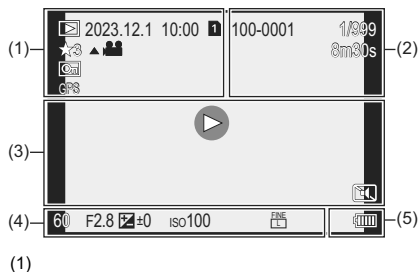 2023.12.1 10:00 1 100-0001 1/999
★3 8m30s
GPS
(1) (2)
(3)
(4) 60 F2.8 ±0 ISO100 FINE L (5)
(1)